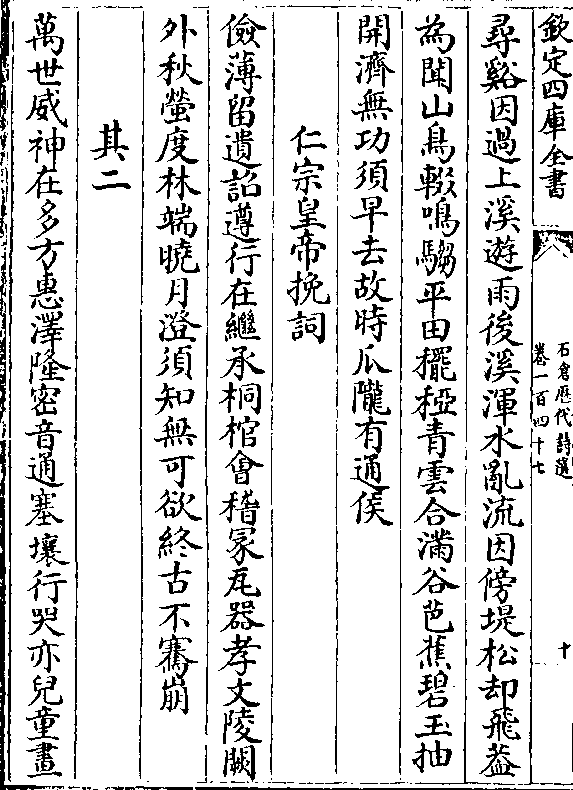 欽定四庫全書
石倉歷代詩選
卷一百四十七
十
尋谿因過上溪遊雨後溪渾水亂流因傍堤松却飛蓋
為聞山鳥輟鳴騶平田䆉稏青雲合滿谷芭蕉碧玉抽
開濟無功須早去故時瓜隴有通侯
仁宗皇帝挽詞
儉薄留遺詔遵行在繼承桐棺會稽冢瓦器孝文陵闕
外秋螢度林端曉月澄須知無可欲終古不騫崩
其二
萬世威神在多方惠澤隆密音通塞壤行哭亦兒童畫